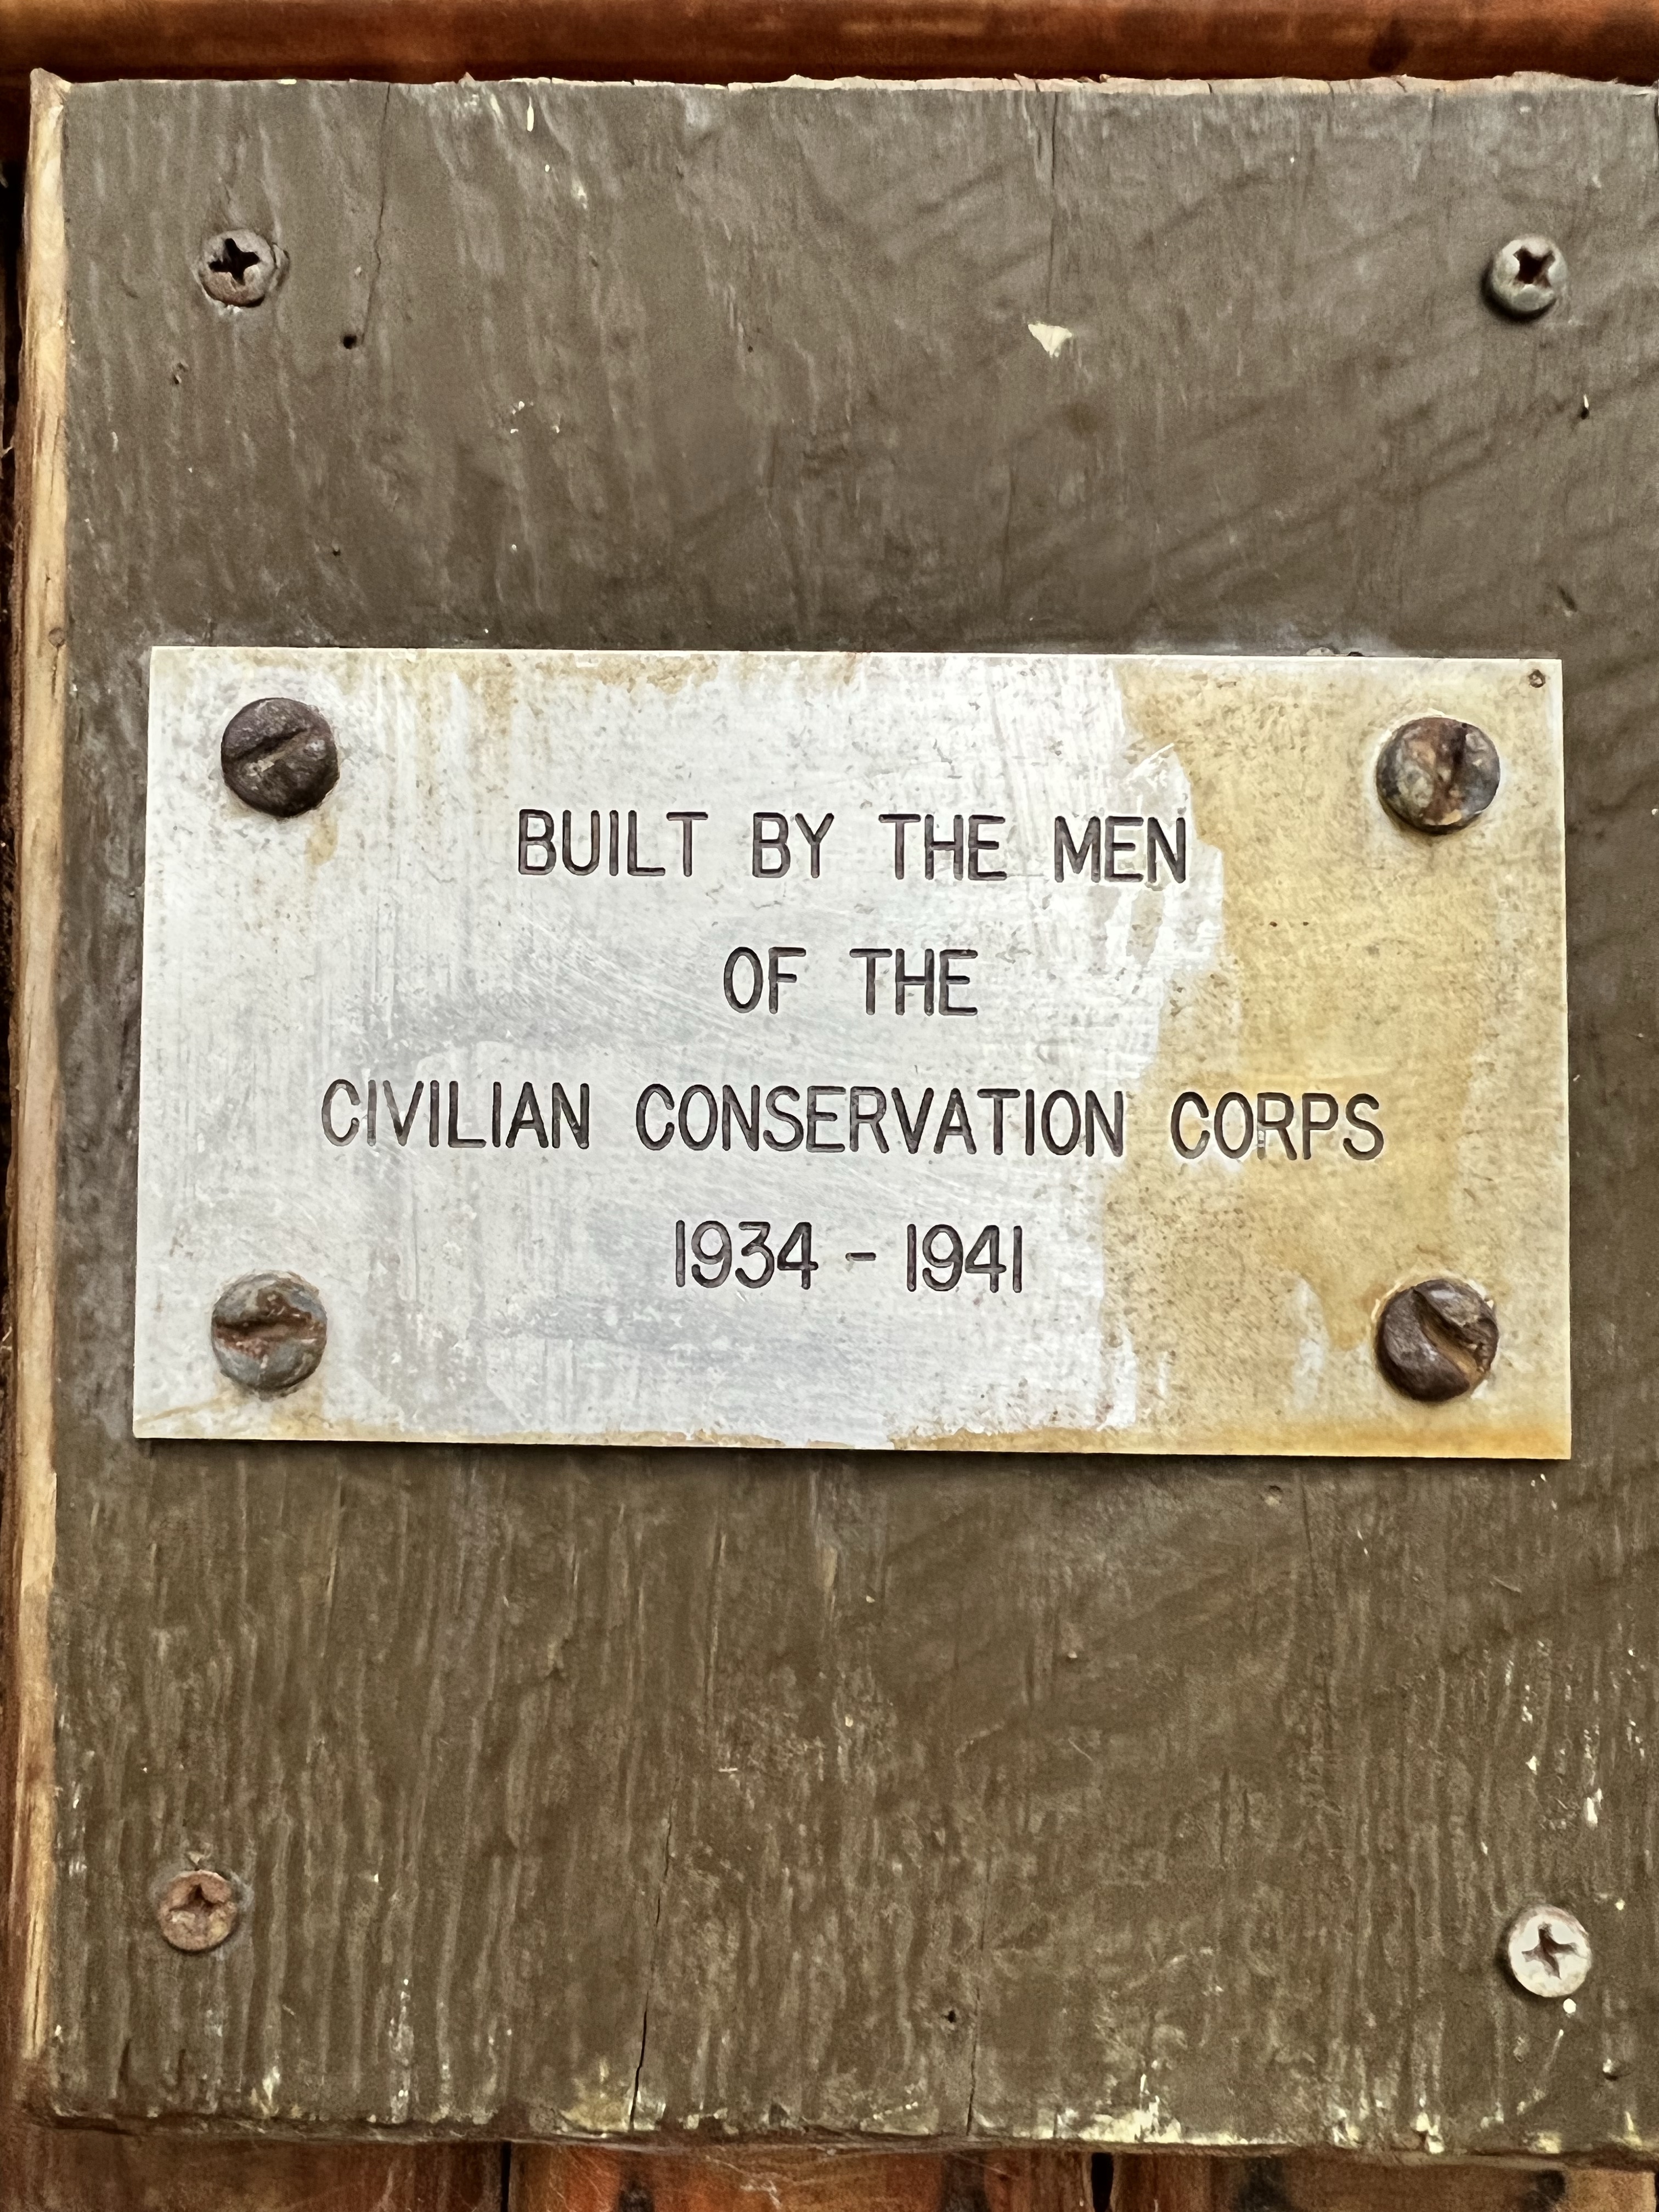 BUILT BY THE MEN
OF THE
CIVILIAN CONSERVATION CORPS
1934 - 1941